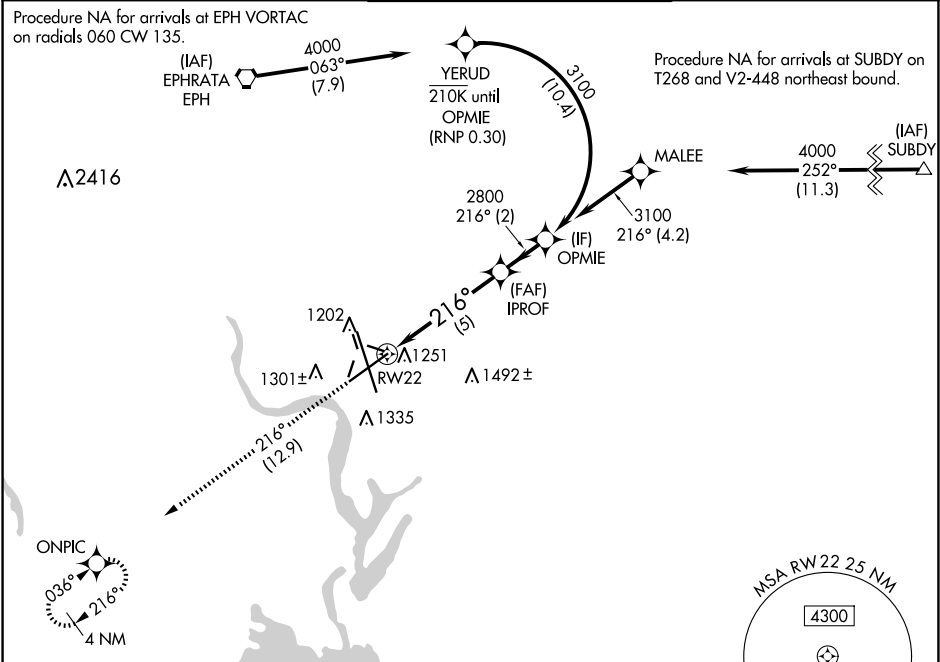 Procedure NA for arrivals at EPH VORTAC
on radials 060 CW 135.
(IAF)
EPHRATA
EPH
4000
063°
(7.9)
YERUD
210K until
OPMIE
(RNP 0.30)
3100
(10.4)
Procedure NA for arrivals at SUBDY on
T268 and V2-448 northeast bound.
(IAF)
SUBDY
4000
252°
(11.3)
MALEE
2416
2800
216° (2)
3100
216° (4.2)
(IF)
OPMIE
(FAF)
IPROF
216°
(5)
1202
1251
RW22
1301±
1492±
1335
216°
(12.9)
ONPIC
036°
216°
4 NM
MSA RW 22 25 NM
4300